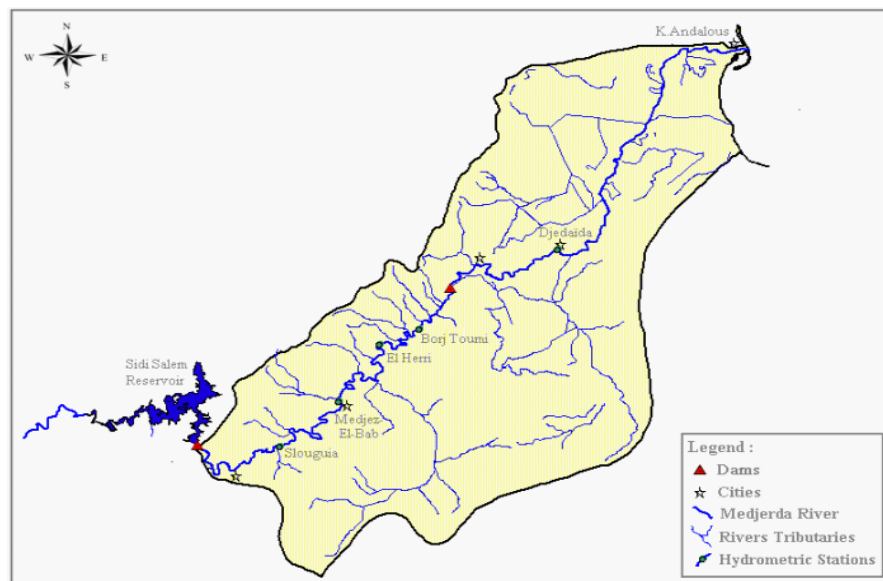 N
W
E
S
K.Andalous
Djedaïda
Borj Toumi
El Herri
Sidi Salem
Reservoir
Medjez-
El-Bab
Slouguia
Legend :
Dams
Cities
Medjerda River
Rivers Tributaries
Hydrometric Stations